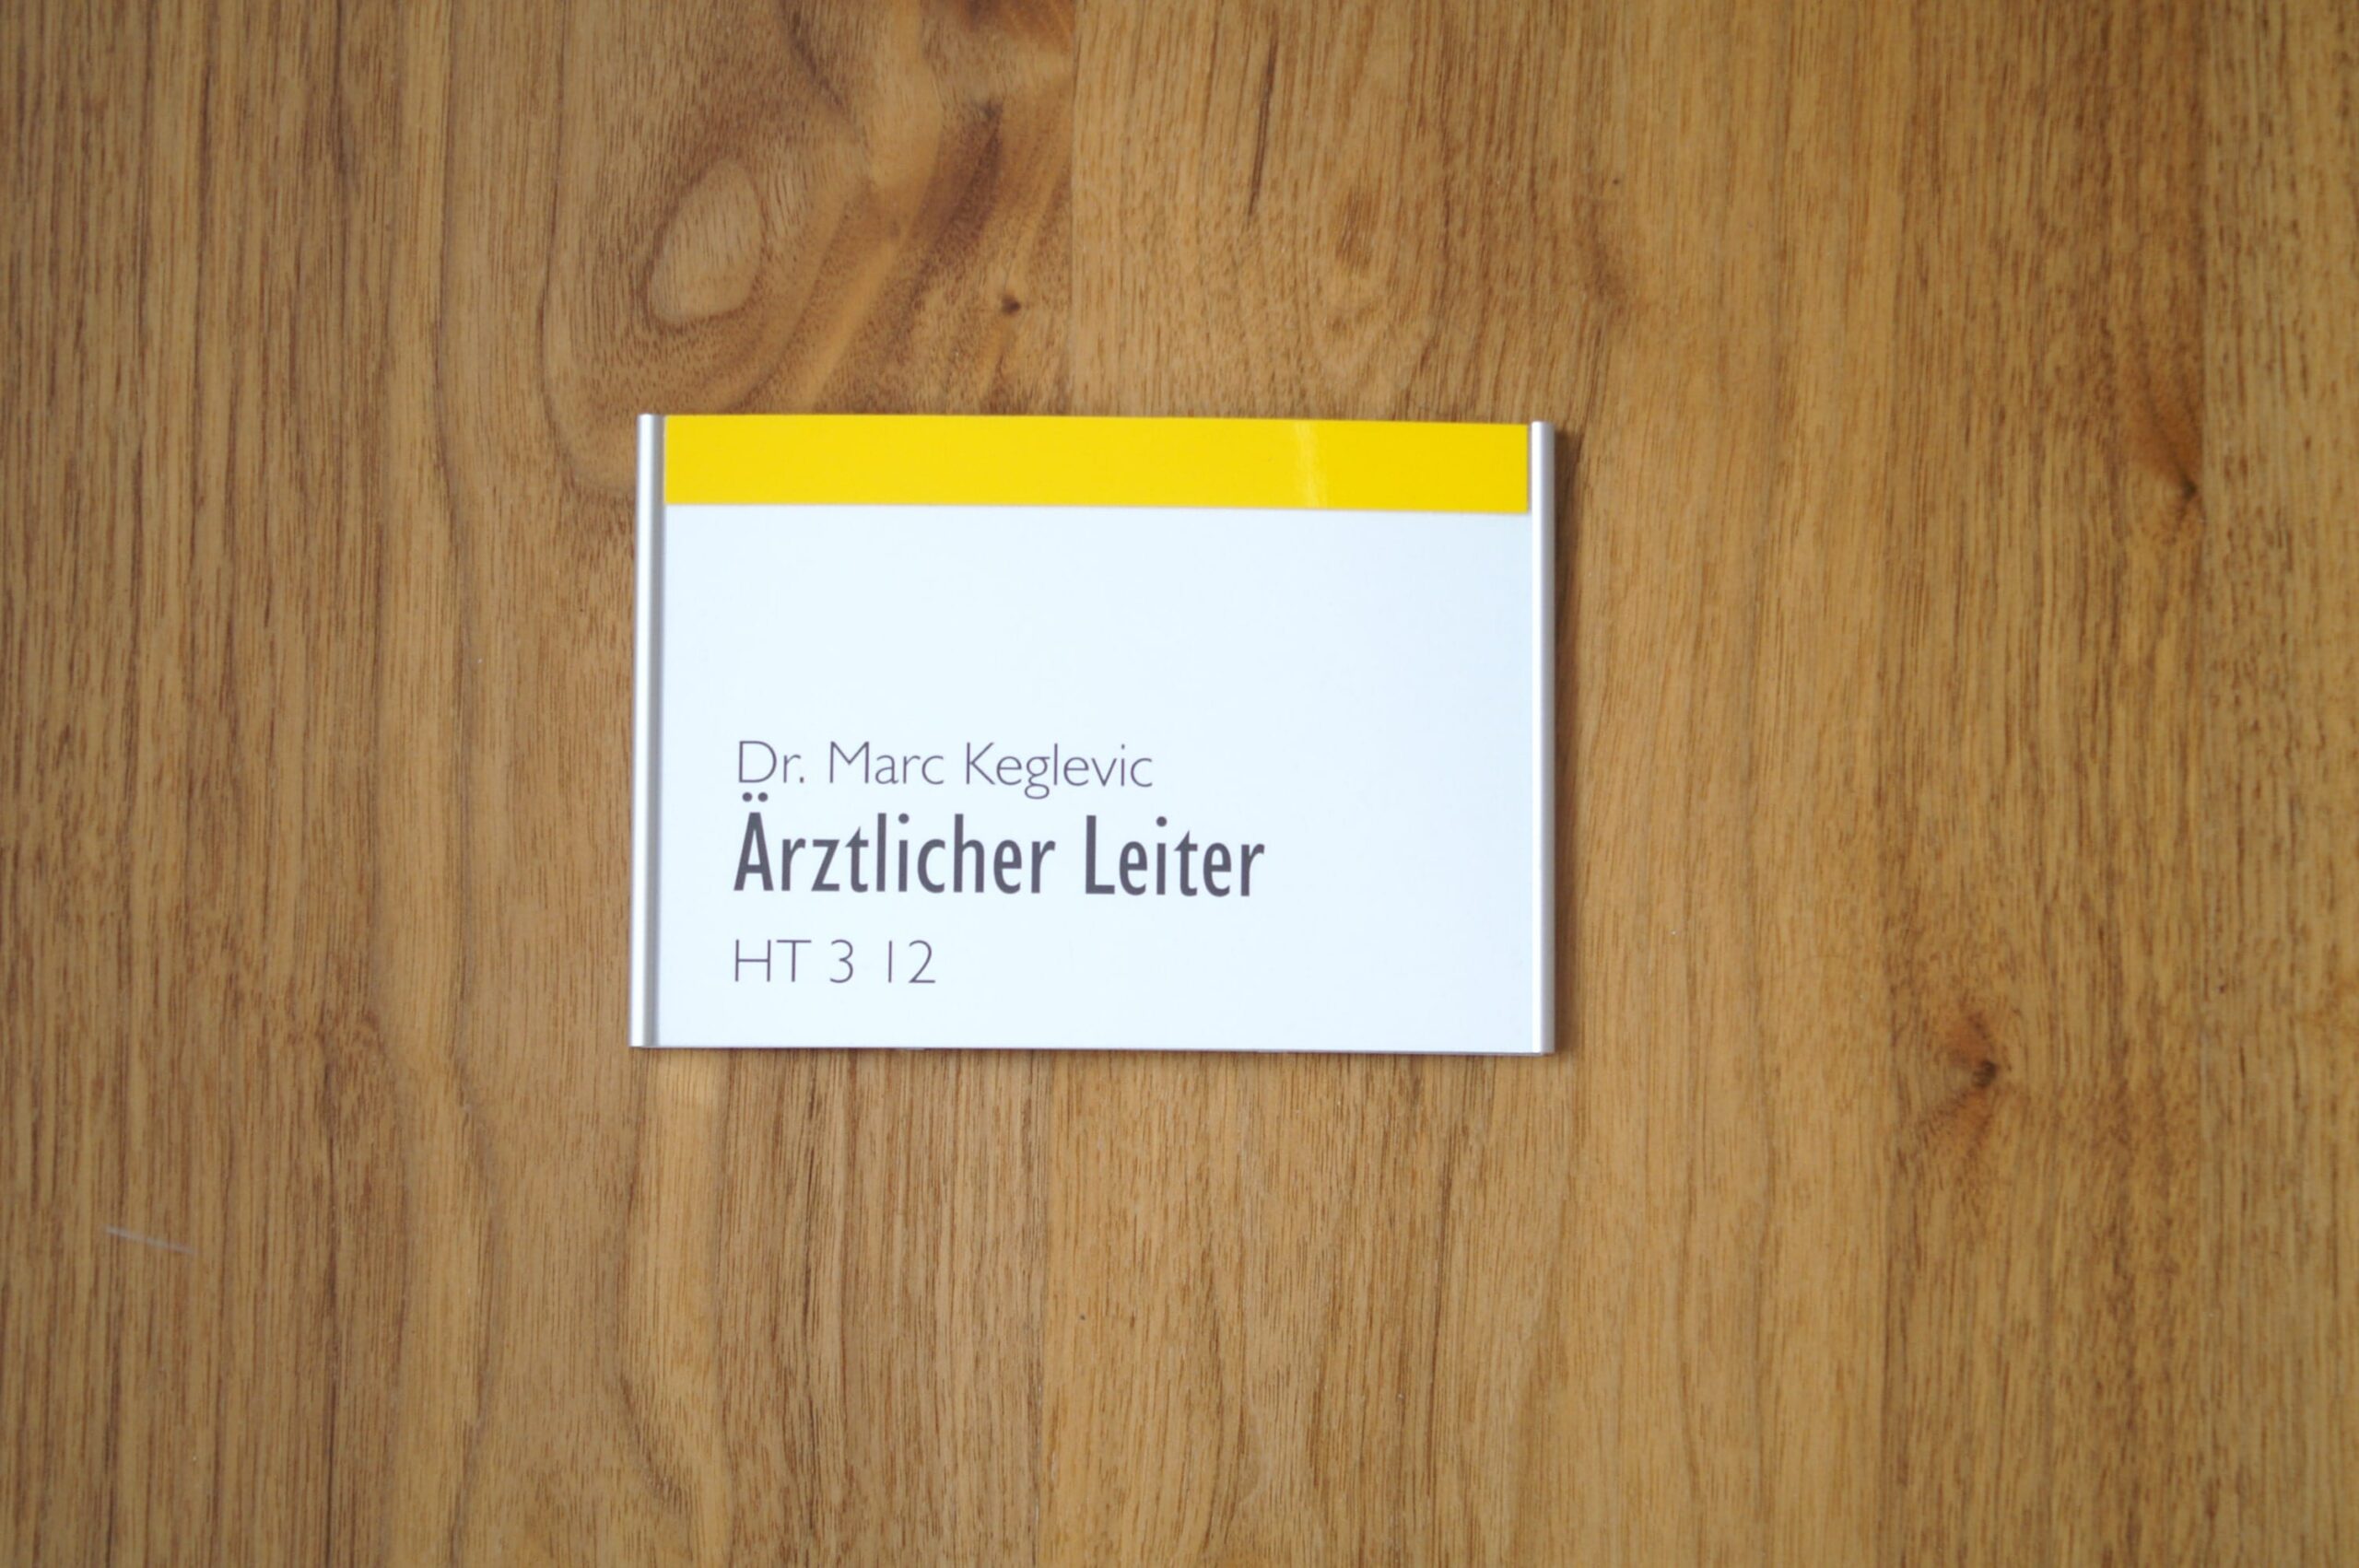 Dr. Marc Keglevic
Ärztlicher Leiter
HT 3 12